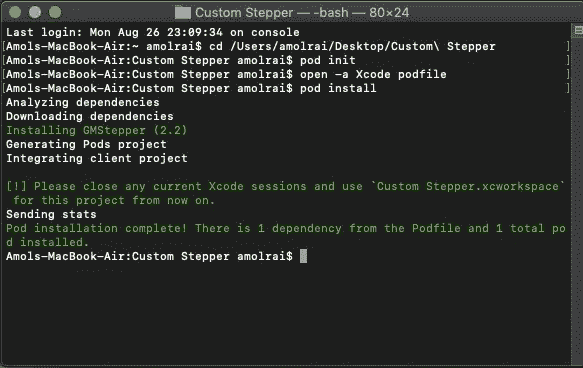 Custom Stepper — -bash — 80×24
Last login: Mon Aug 26 23:09:34 on console
[Amols-MacBook-Air:~ amolrai$ cd /Users/amolrai/Desktop/Custom\ Stepper ]
[Amols-MacBook-Air:Custom Stepper amolrai$ pod init ]
[Amols-MacBook-Air:Custom Stepper amolrai$ open -a Xcode podfile ]
[Amols-MacBook-Air:Custom Stepper amolrai$ pod install ]
Analyzing dependencies
Downloading dependencies
Installing GMStepper (2.2)
Generating Pods project
Integrating client project
[!] Please close any current Xcode sessions and use `Custom Stepper.xcworkspace`
for this project from now on.
Sending stats
Pod installation complete! There is 1 dependency from the Podfile and 1 total po
d installed.
Amols-MacBook-Air:Custom Stepper amolrai$